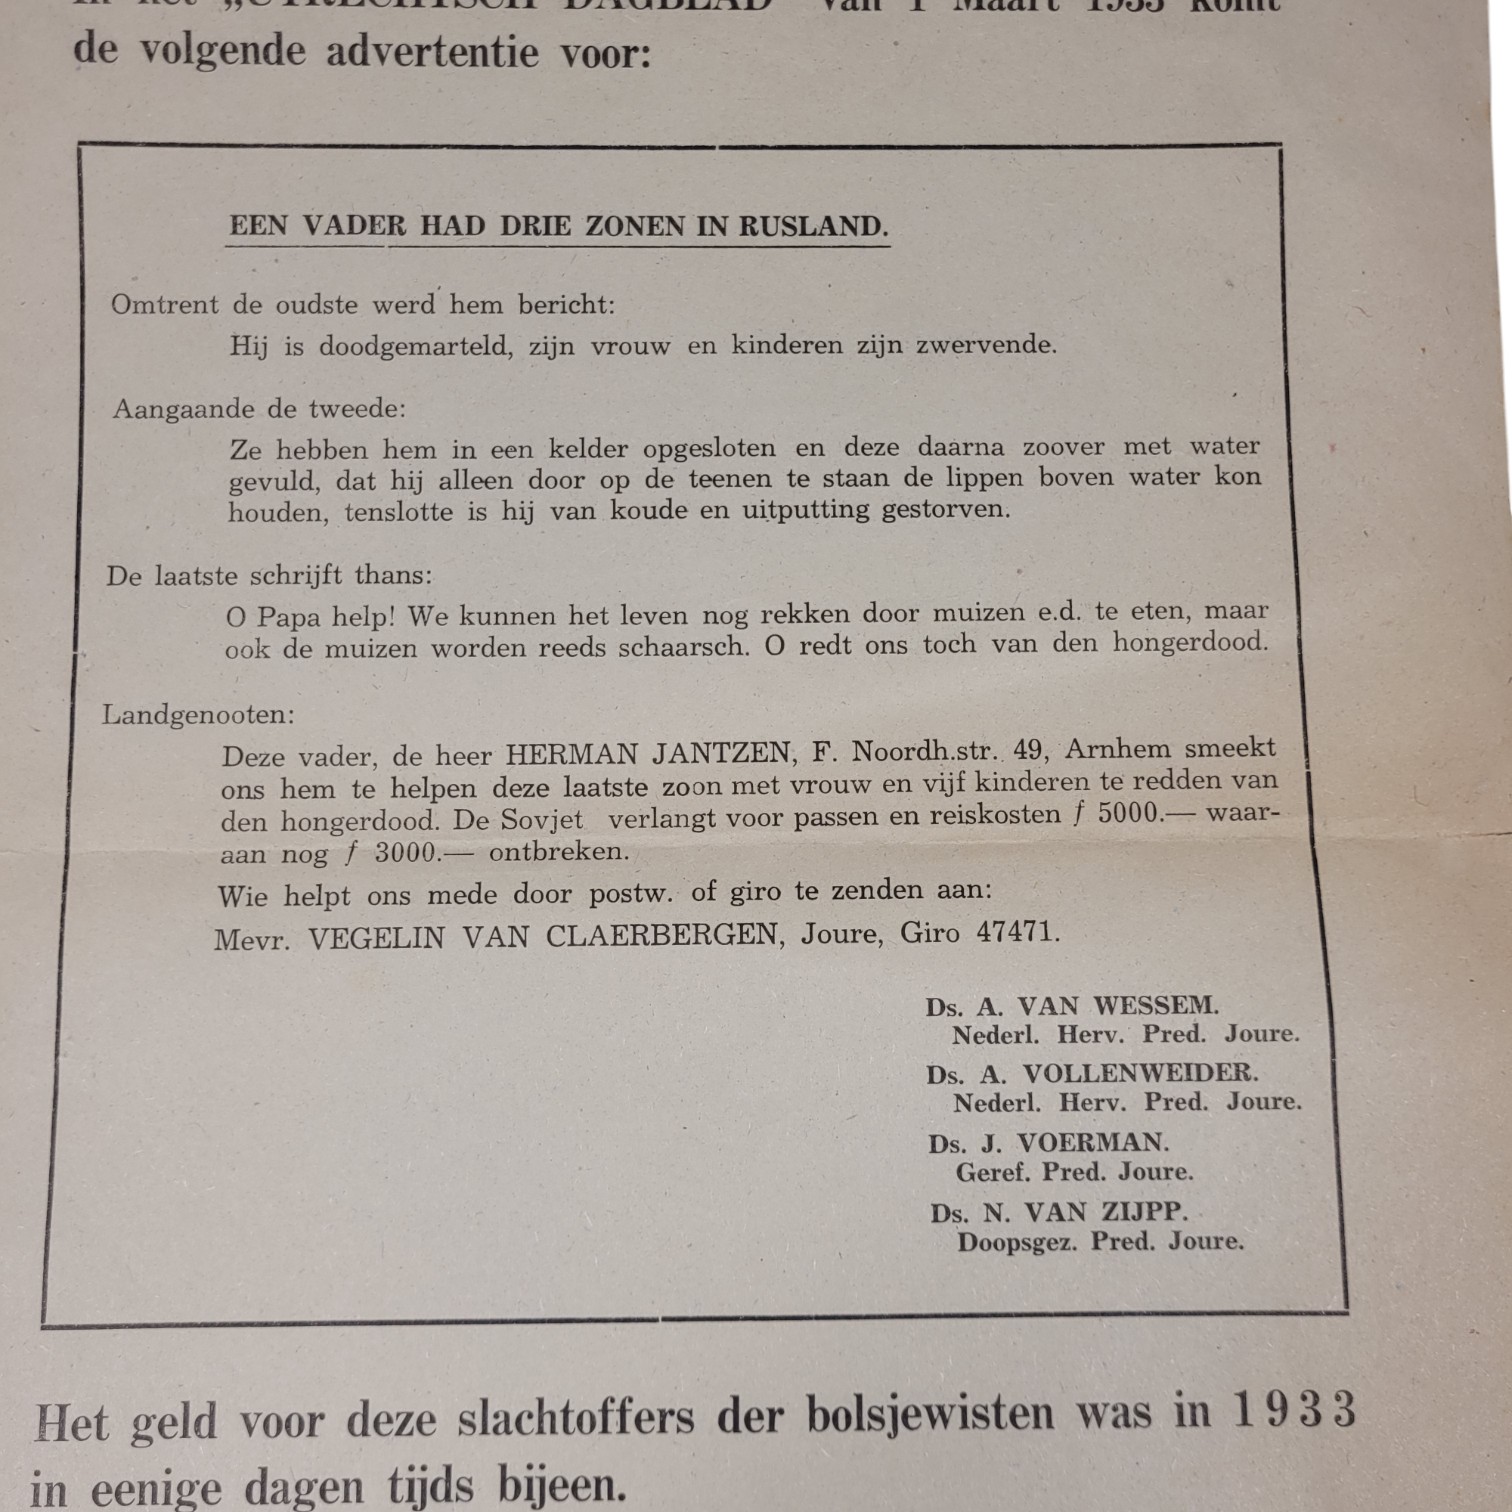 in het „UTRECHTSCH DAGBLAD" van 1 Maart 1933 komt
de volgende advertentie voor:
EEN VADER HAD DRIE ZONEN IN RUSLAND.
Omtrent de oudste werd hem bericht:
Hij is doodgemarteld, zijn vrouw en kinderen zijn zwervende.
Aangaande de tweede:
Ze hebben hem in een kelder opgesloten en deze daarna zoover met water
gevuld, dat hij alleen door op de teenen te staan de lippen boven water kon
houden, tenslotte is hij van koude en uitputting gestorven.
De laatste schrijft thans:
O Papa help! We kunnen het leven nog rekken door muizen e.d. te eten, maar
ook de muizen worden reeds schaarsch. O redt ons toch van den hongerdood.
Landgenooten:
Deze vader, de heer HERMAN JANTZEN, F. Noordh.str. 49, Arnhem smeekt
ons hem te helpen deze laatste zoon met vrouw en vijf kinderen te redden van
den hongerdood. De Sovjet verlangt voor passen en reiskosten f 5000.— waar-
aan nog f 3000.— ontbreken.
Wie helpt ons mede door postw. of giro te zenden aan:
Mevr. VEGELIN VAN CLAERBERGEN, Joure, Giro 47471.
Ds. A. VAN WESSEM.
Nederl. Herv. Pred. Joure.
Ds. A. VOLLENWEIDER.
Nederl. Herv. Pred. Joure.
Ds. J. VOERMAN.
Geref. Pred. Joure.
Ds. N. VAN ZIJPP.
Doopsgez. Pred. Joure.
Het geld voor deze slachtoffers der bolsjewisten was in 1933
in eenige dagen tijds bijeen.